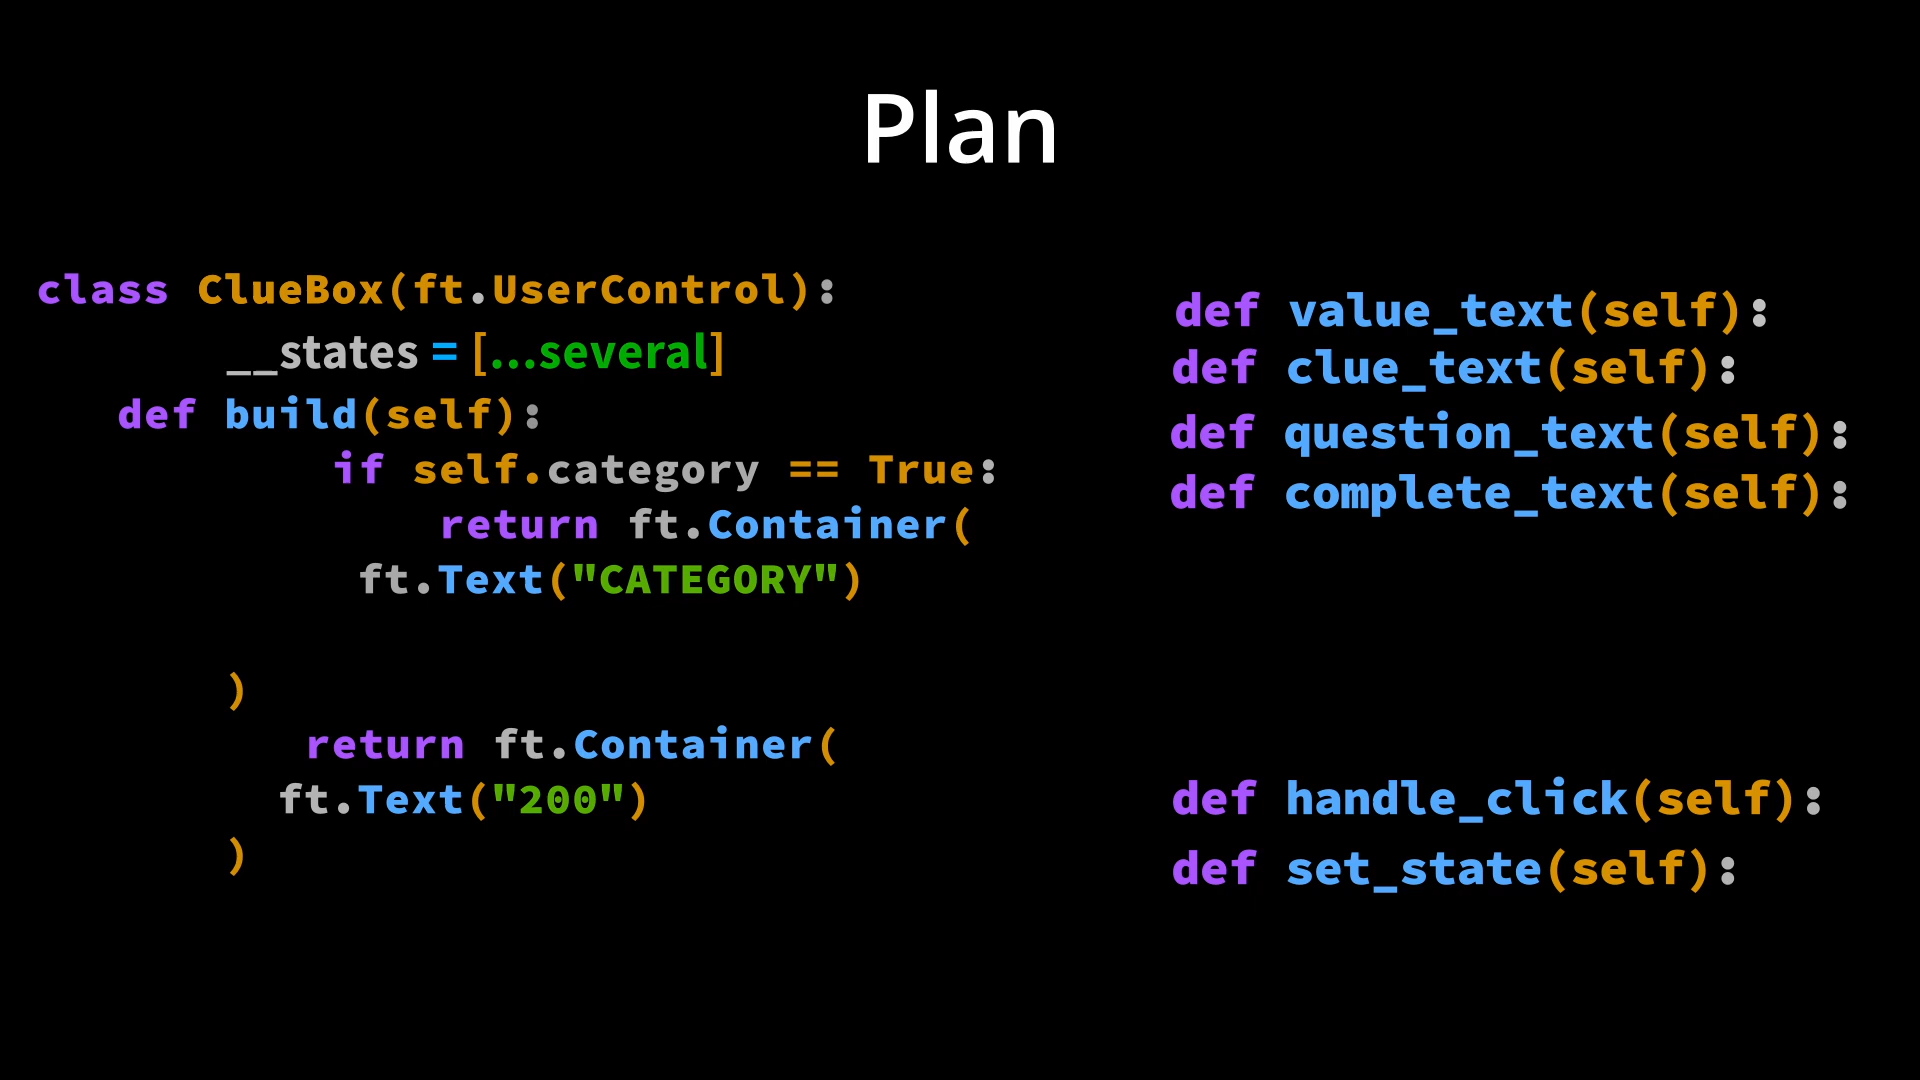 Plan
class ClueBox(ft.UserControl):
__states = [...several]
def build(self):
if self.category == True:
return ft.Container(
ft.Text("CATEGORY")
)
return ft.Container(
ft.Text("200")
)
def value_text(self):
def clue_text(self):
def question_text(self):
def complete_text(self):
def handle_click(self):
def set_state(self):